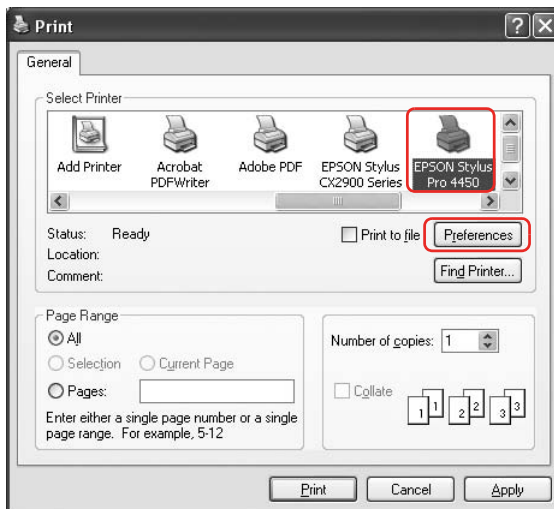 Print
General
Select Printer
Add Printer
Acrobat PDFWriter
Adobe PDF
EPSON Stylus CX2900 Series
EPSON Stylus Pro 4450
Status: Ready
Print to file
Preferences
Location:
Comment:
Find Printer...
Page Range
All
Selection
Current Page
Pages:
Enter either a single page number or a single
page range. For example, 5-12
Number of copies: 1
Collate
1 1 2 2 3 3
Print
Cancel
Apply